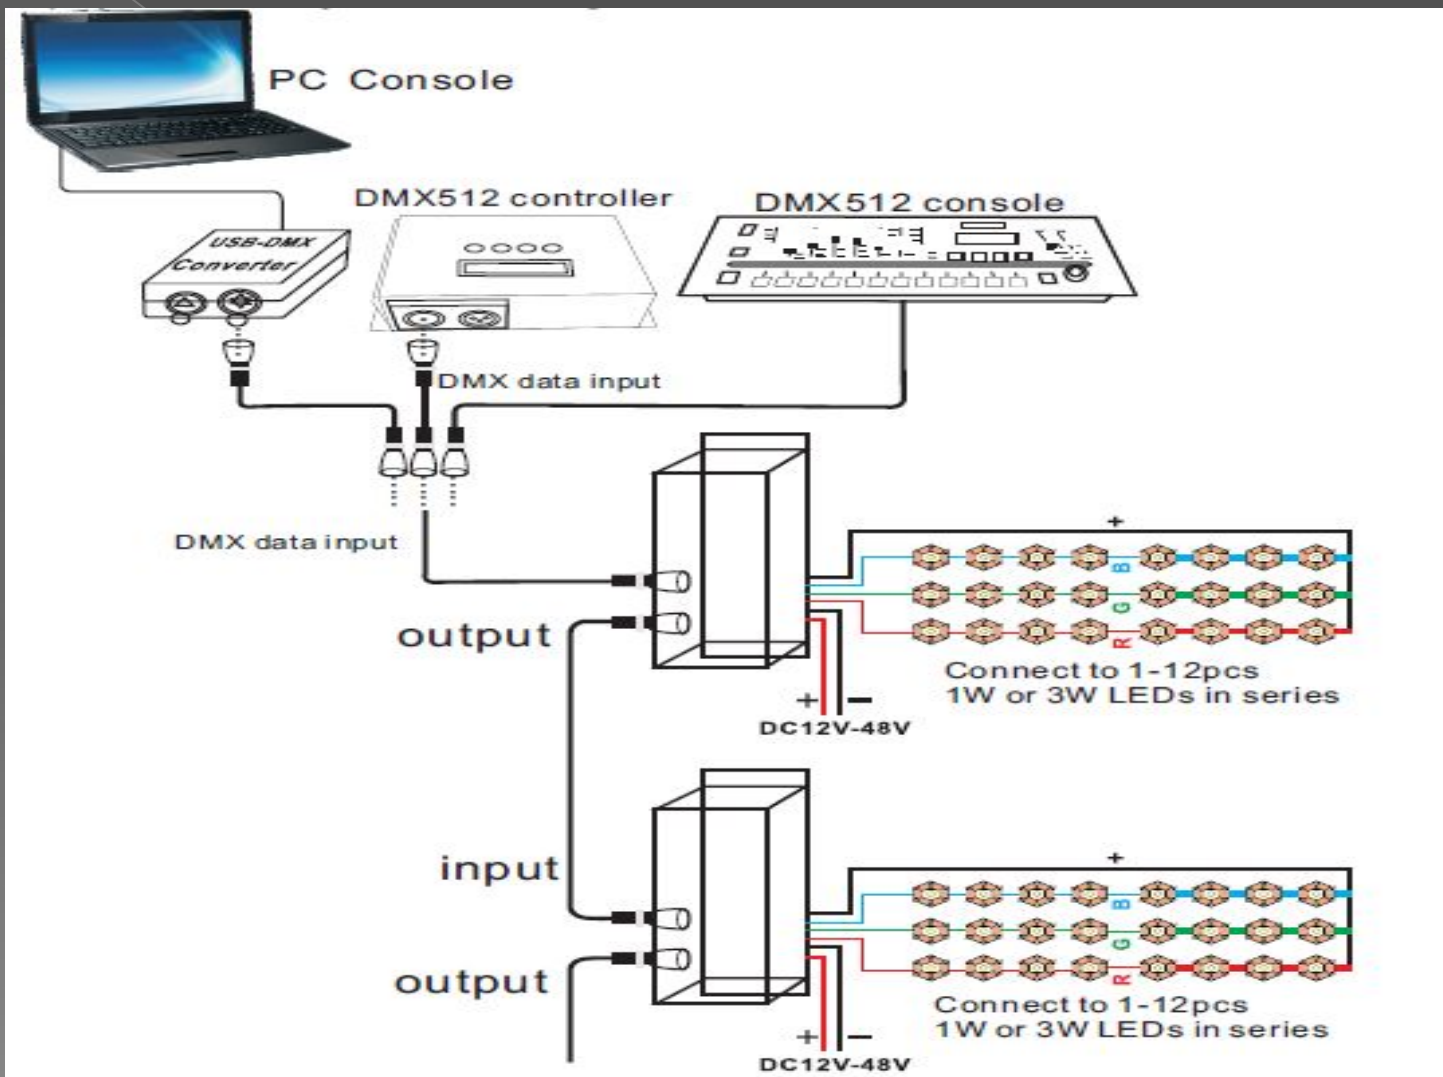 PC Console
DMX512 controller
DMX512 console
USB-DMX
Converter
DMX data input
DMX data input
output
+
B
G
R
Connect to 1-12pcs
1W or 3W LEDs in series
+ −
DC12V-48V
input
output
+
B
G
R
Connect to 1-12pcs
1W or 3W LEDs in series
+ −
DC12V-48V